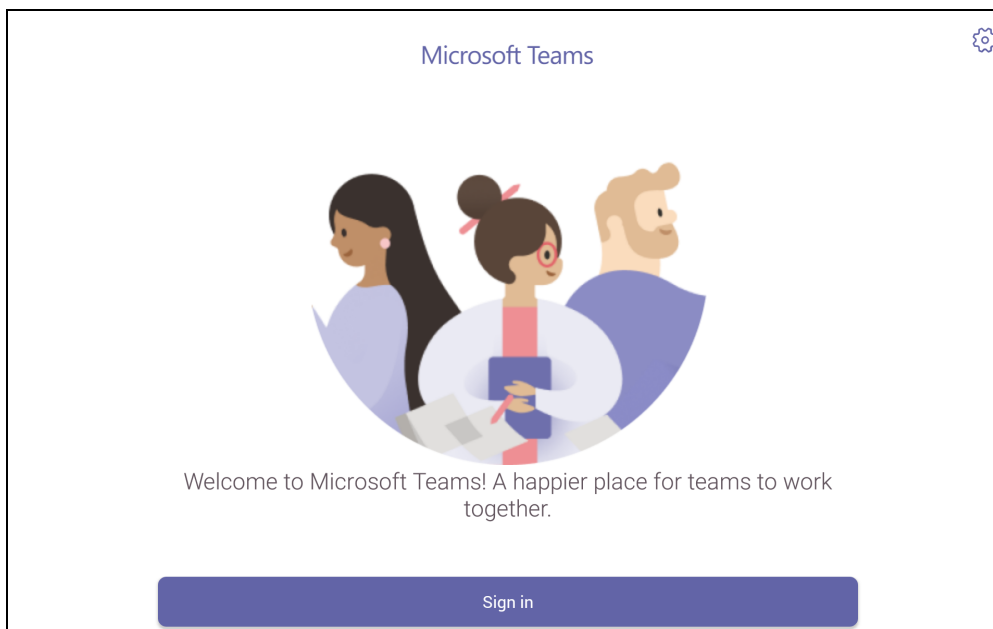 Microsoft Teams
Welcome to Microsoft Teams! A happier place for teams to work
together.
Sign in